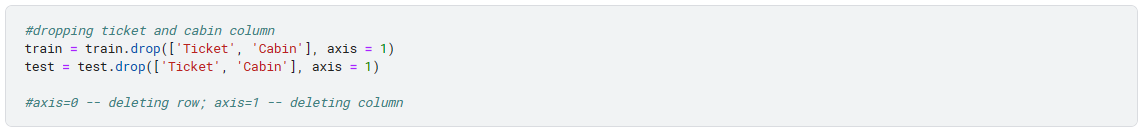 #dropping ticket and cabin column
train = train.drop(['Ticket', 'Cabin'], axis = 1)
test = test.drop(['Ticket', 'Cabin'], axis = 1)
#axis=0 -- deleting row; axis=1 -- deleting column